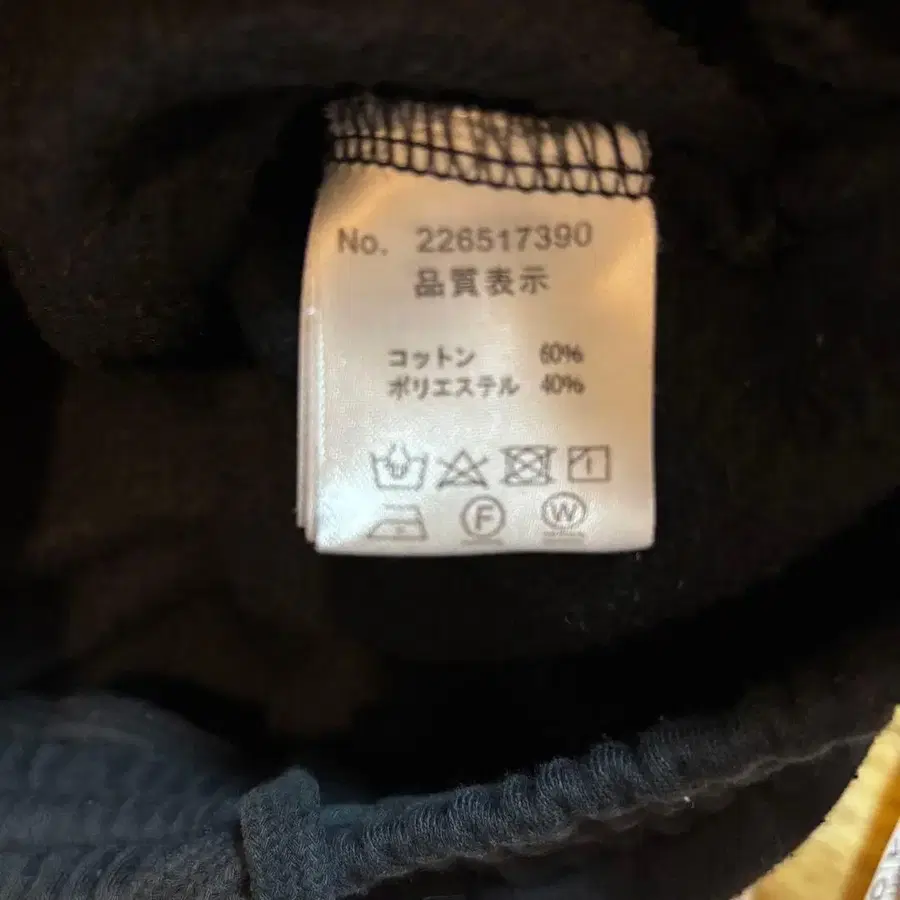 No. 226517390
品質表示
コットン 60%
ポリエステル 40%
F W